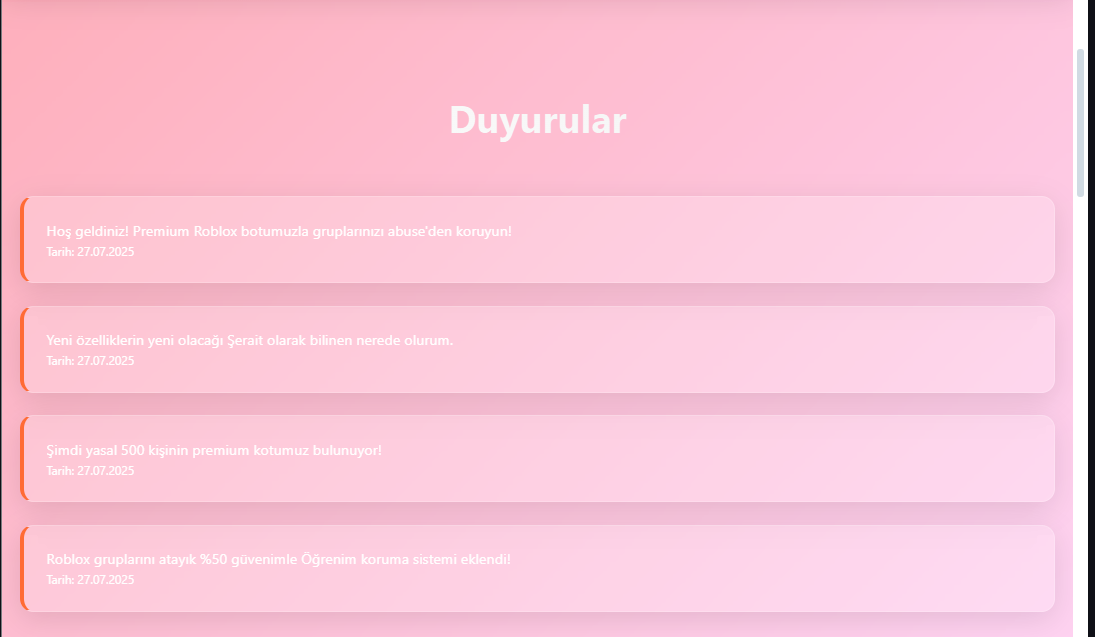 Duyurular
Hoş geldiniz! Premium Roblox botumuzla gruplarınızı abuse'den koruyun!
Tarih: 27.07.2025
Yeni özelliklerin yeni olacağı Şerait olarak bilinen nerede olurum.
Tarih: 27.07.2025
Şimdi yasal 500 kişinin premium kotumuz bulunuyor!
Tarih: 27.07.2025
Roblox gruplarını atayık %50 güvenimle Öğrenim koruma sistemi eklendi!
Tarih: 27.07.2025